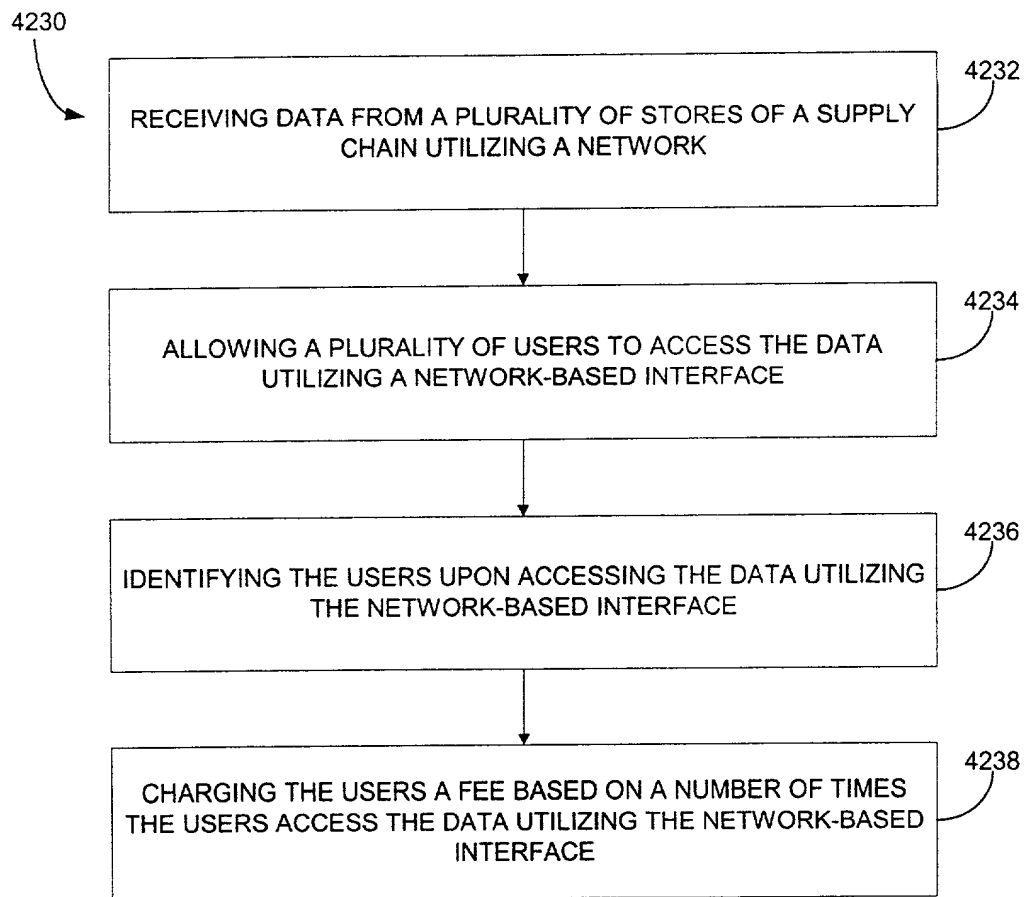 4230
4232
RECEIVING DATA FROM A PLURALITY OF STORES OF A SUPPLY
CHAIN UTILIZING A NETWORK
4234
ALLOWING A PLURALITY OF USERS TO ACCESS THE DATA
UTILIZING A NETWORK-BASED INTERFACE
4236
IDENTIFYING THE USERS UPON ACCESSING THE DATA UTILIZING
THE NETWORK-BASED INTERFACE
4238
CHARGING THE USERS A FEE BASED ON A NUMBER OF TIMES
THE USERS ACCESS THE DATA UTILIZING THE NETWORK-BASED
INTERFACE